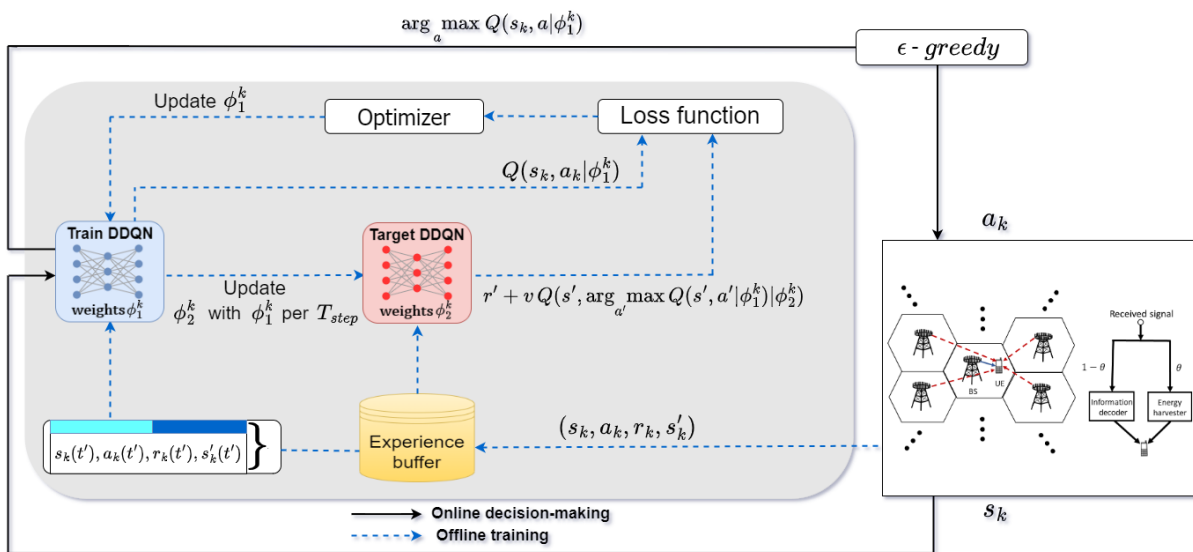 arg max Q(s_k, a|ϕ_1^k)
a
ϵ - greedy
Update ϕ_1^k
Optimizer
Loss function
Q(s_k, a_k|ϕ_1^k)
Train DDQN
weights ϕ_1^k
Target DDQN
weights ϕ_2^k
Update
ϕ_2^k with ϕ_1^k per T_step
r′ + v Q(s′, arg max Q(s′, a′|ϕ_1^k)|ϕ_2^k)
a′
a_k
Received signal
1 − θ
θ
BS
UE
Information
decoder
Energy
harvester
(s_k, a_k, r_k, s′_k)
Experience
buffer
s_k(t′), a_k(t′), r_k(t′), s′_k(t′) }
s_k
Online decision-making
Offline training